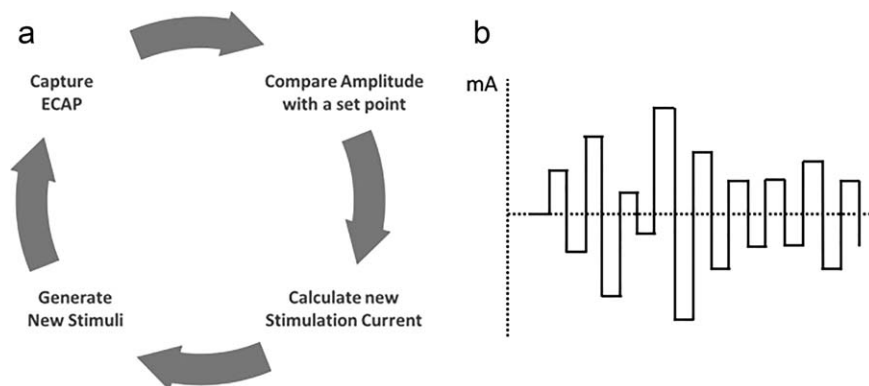 a
Capture
ECAP
Compare Amplitude
with a set point
Generate
New Stimuli
Calculate new
Stimulation Current
b
mA